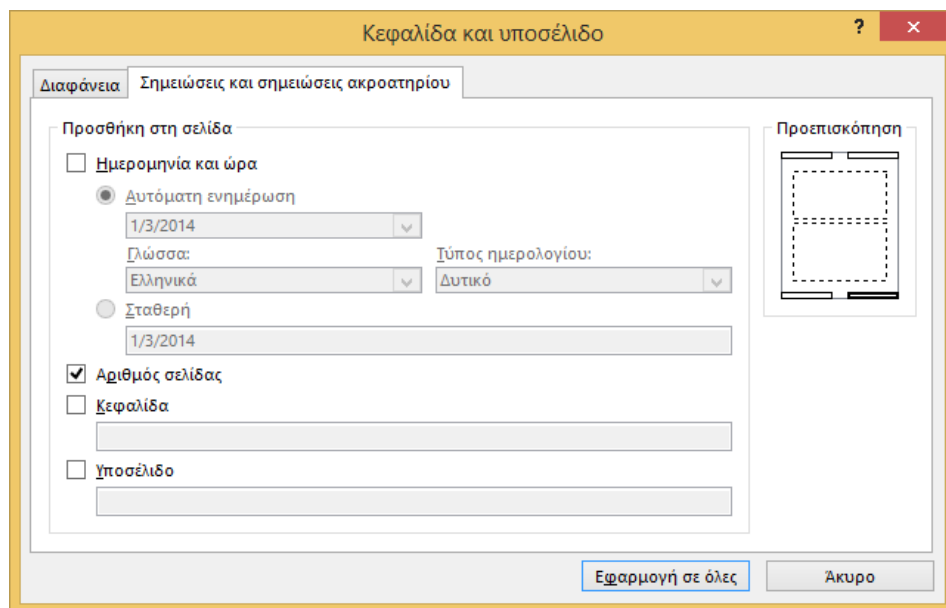 Κεφαλίδα και υποσέλιδο ?
Διαφάνεια Σημειώσεις και σημειώσεις ακροατηρίου
Προσθήκη στη σελίδα Προεπισκόπηση
Ημερομηνία και ώρα
Αυτόματη ενημέρωση
1/3/2014
Γλώσσα: Τύπος ημερολογίου:
Ελληνικά Δυτικό
Σταθερή
1/3/2014
Αριθμός σελίδας
Κεφαλίδα
Υποσέλιδο
Εφαρμογή σε όλες Άκυρο